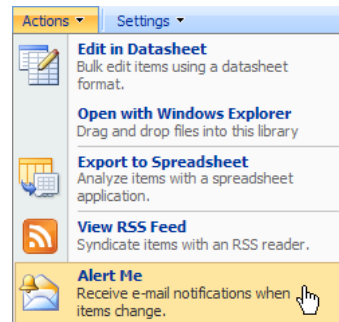 Actions Settings
Edit in Datasheet
Bulk edit items using a datasheet
format.
Open with Windows Explorer
Drag and drop files into this library
Export to Spreadsheet
Analyze items with a spreadsheet
application.
View RSS Feed
Syndicate items with an RSS reader.
Alert Me
Receive e-mail notifications when
items change.